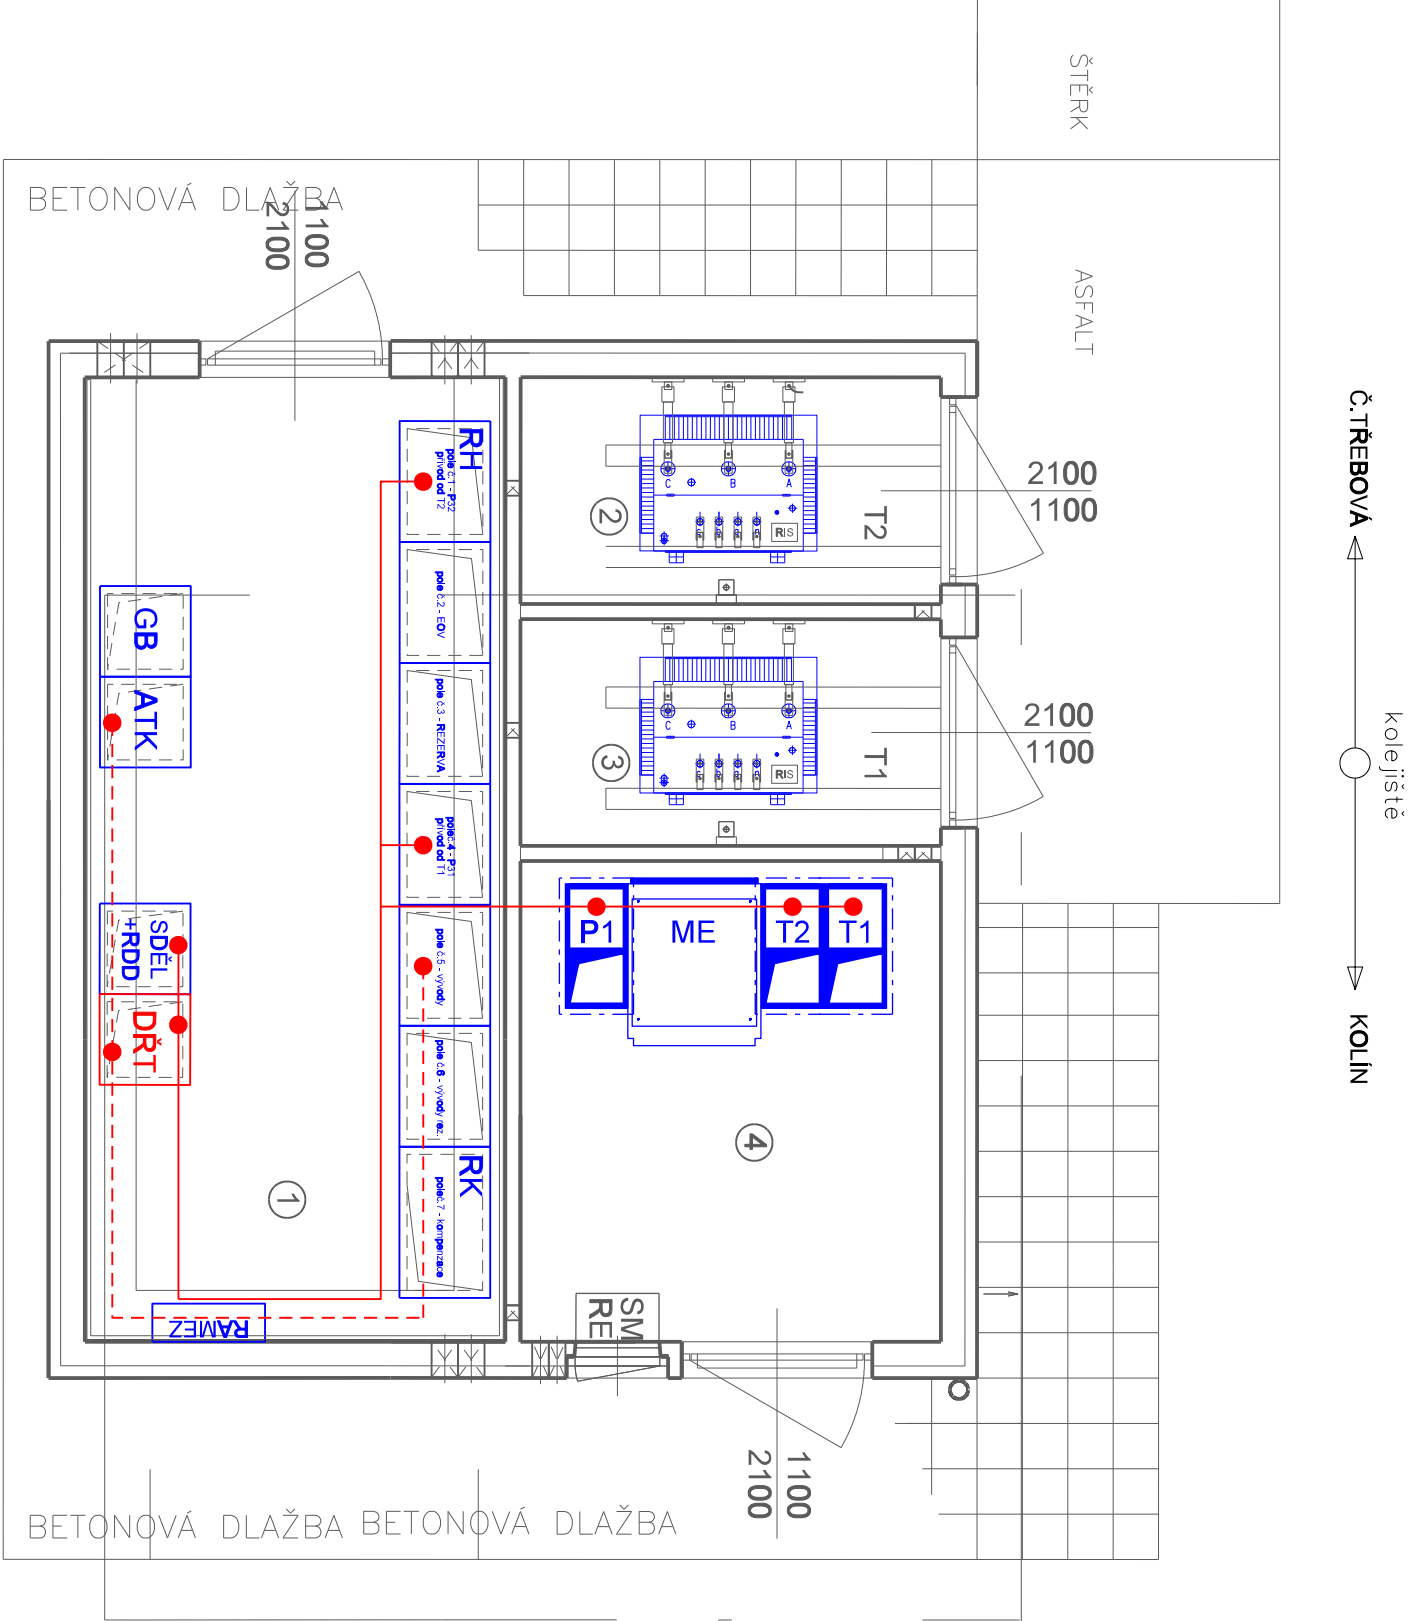 ŠTĚRK
BETONOVÁ DLAŽBA
1100
2100
ASFALT
Č.TŘEBOVÁ
kolejiště
KOLÍN
2100
1100
T2
2
C
B
A
RIS
2100
1100
T1
3
C
B
A
RIS
RH
pole č.1 - P32
přívod od T2
pole č.2 - EOV
pole č.3 - REZERVA
pole č.4 - P31
přívod od T1
pole č.5 - vývody
pole č.6 - vývody rez.
RK
pole č.7 - kompenzace
GB
ATK
SDĚL
+RDD
DŘT
RAMEZ
1
P1
ME
T2
T1
4
SM
RE
1100
2100
BETONOVÁ DLAŽBA
BETONOVÁ DLAŽBA